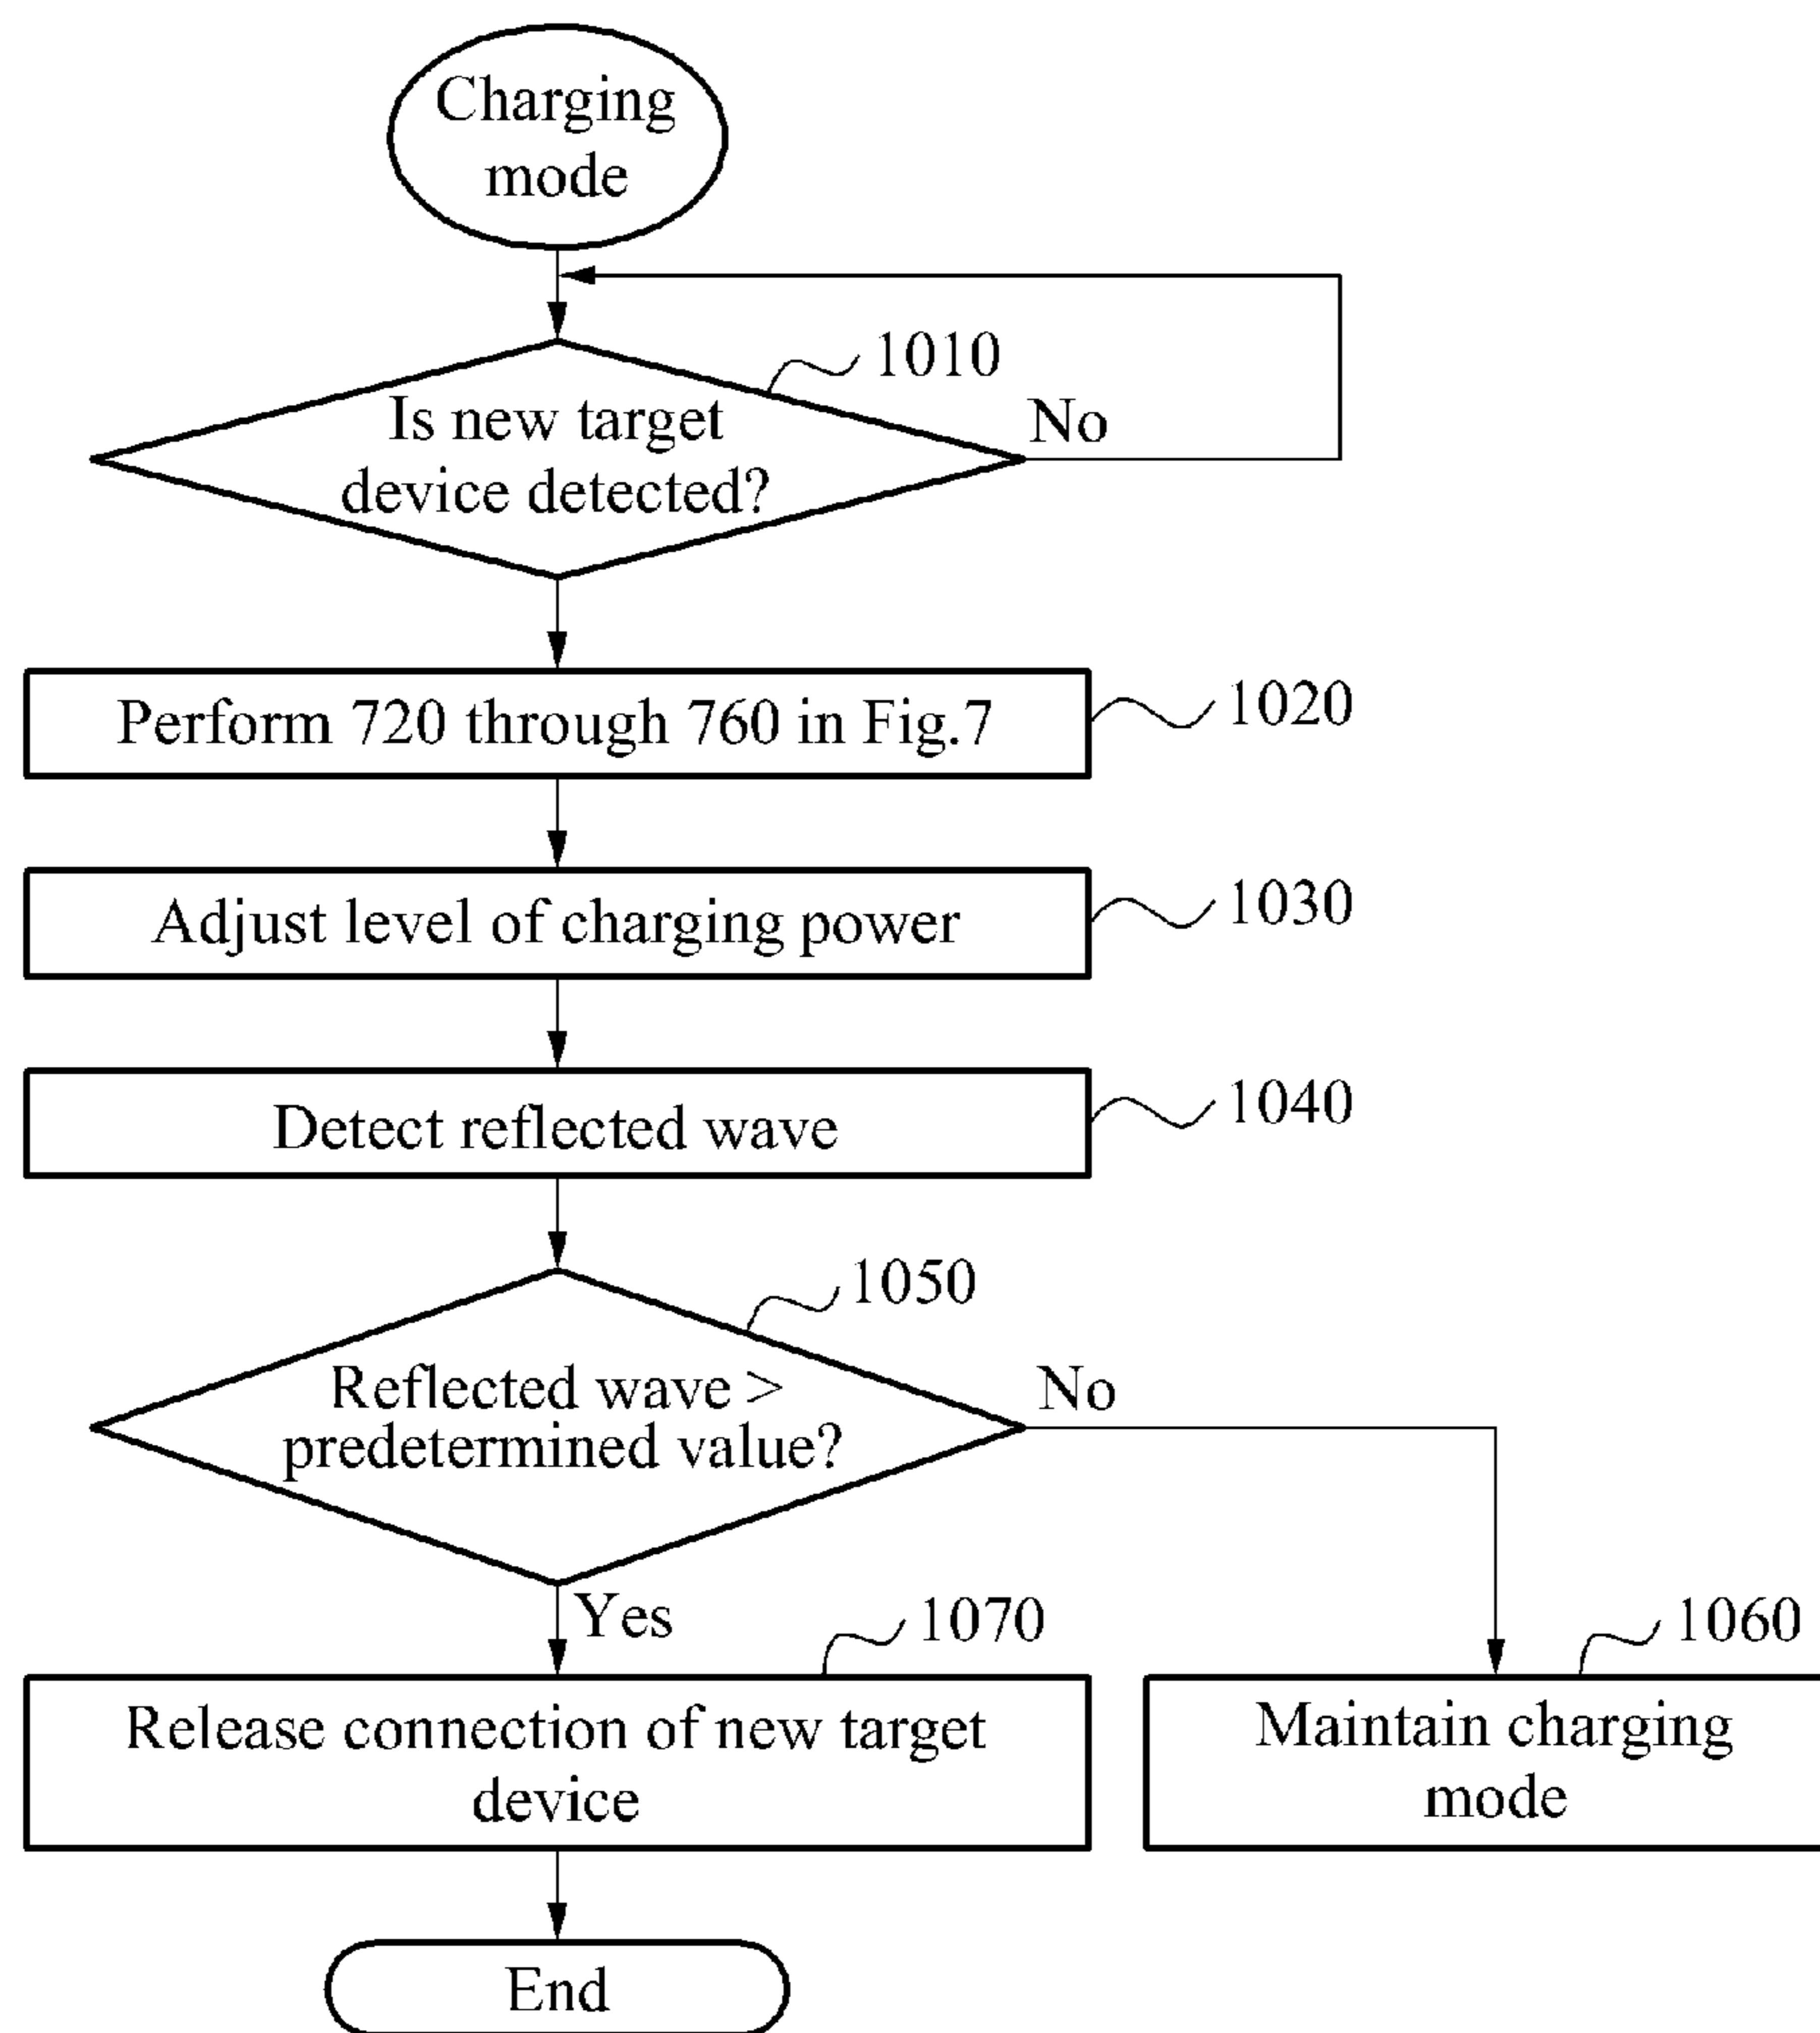 Charging
mode
1010
Is new target
device detected?
No
Perform 720 through 760 in Fig.7
1020
Adjust level of charging power
1030
Detect reflected wave
1040
1050
Reflected wave >
predetermined value?
No
Yes
1070
Release connection of new target
device
1060
Maintain charging
mode
End